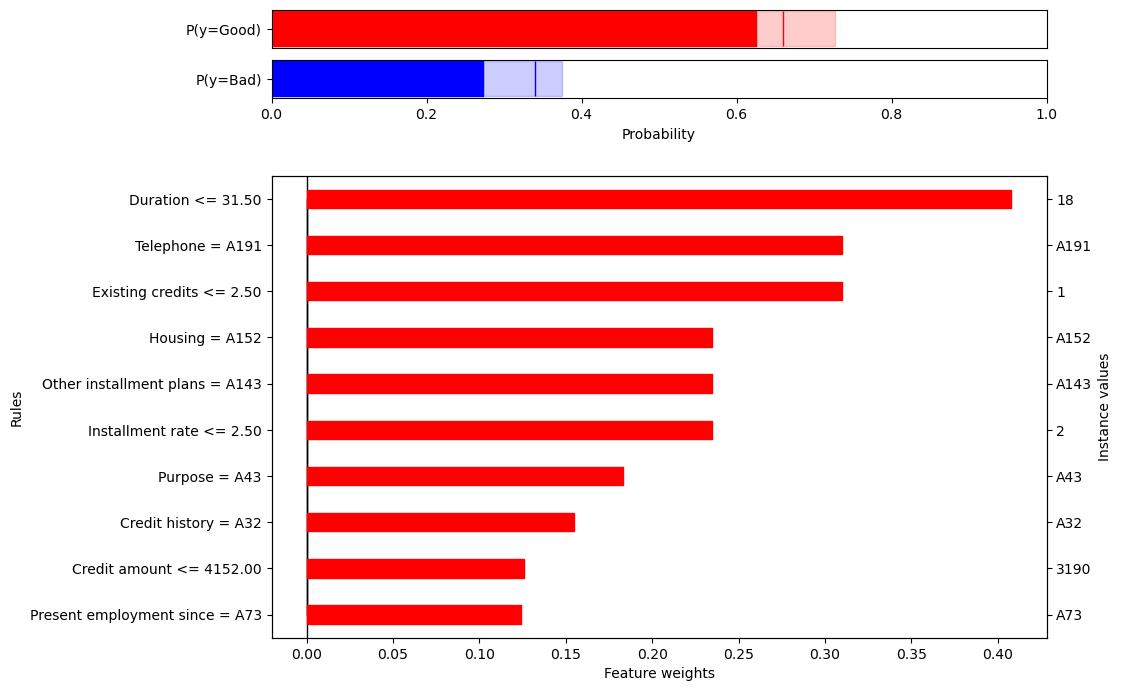 P(y=Good)
P(y=Bad)
0.0 0.2 0.4 0.6 0.8 1.0
Probability
Duration <= 31.50 18
Telephone = A191 A191
Existing credits <= 2.50 1
Housing = A152 A152
Other installment plans = A143 A143
Installment rate <= 2.50 2
Purpose = A43 A43
Credit history = A32 A32
Credit amount <= 4152.00 3190
Present employment since = A73 A73
Rules
Instance values
0.00 0.05 0.10 0.15 0.20 0.25 0.30 0.35 0.40
Feature weights